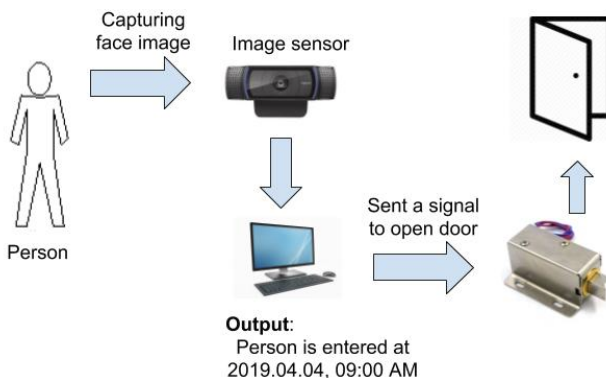 Capturing
face image
Image sensor
Person
Sent a signal
to open door
Output:
Person is entered at
2019.04.04, 09:00 AM